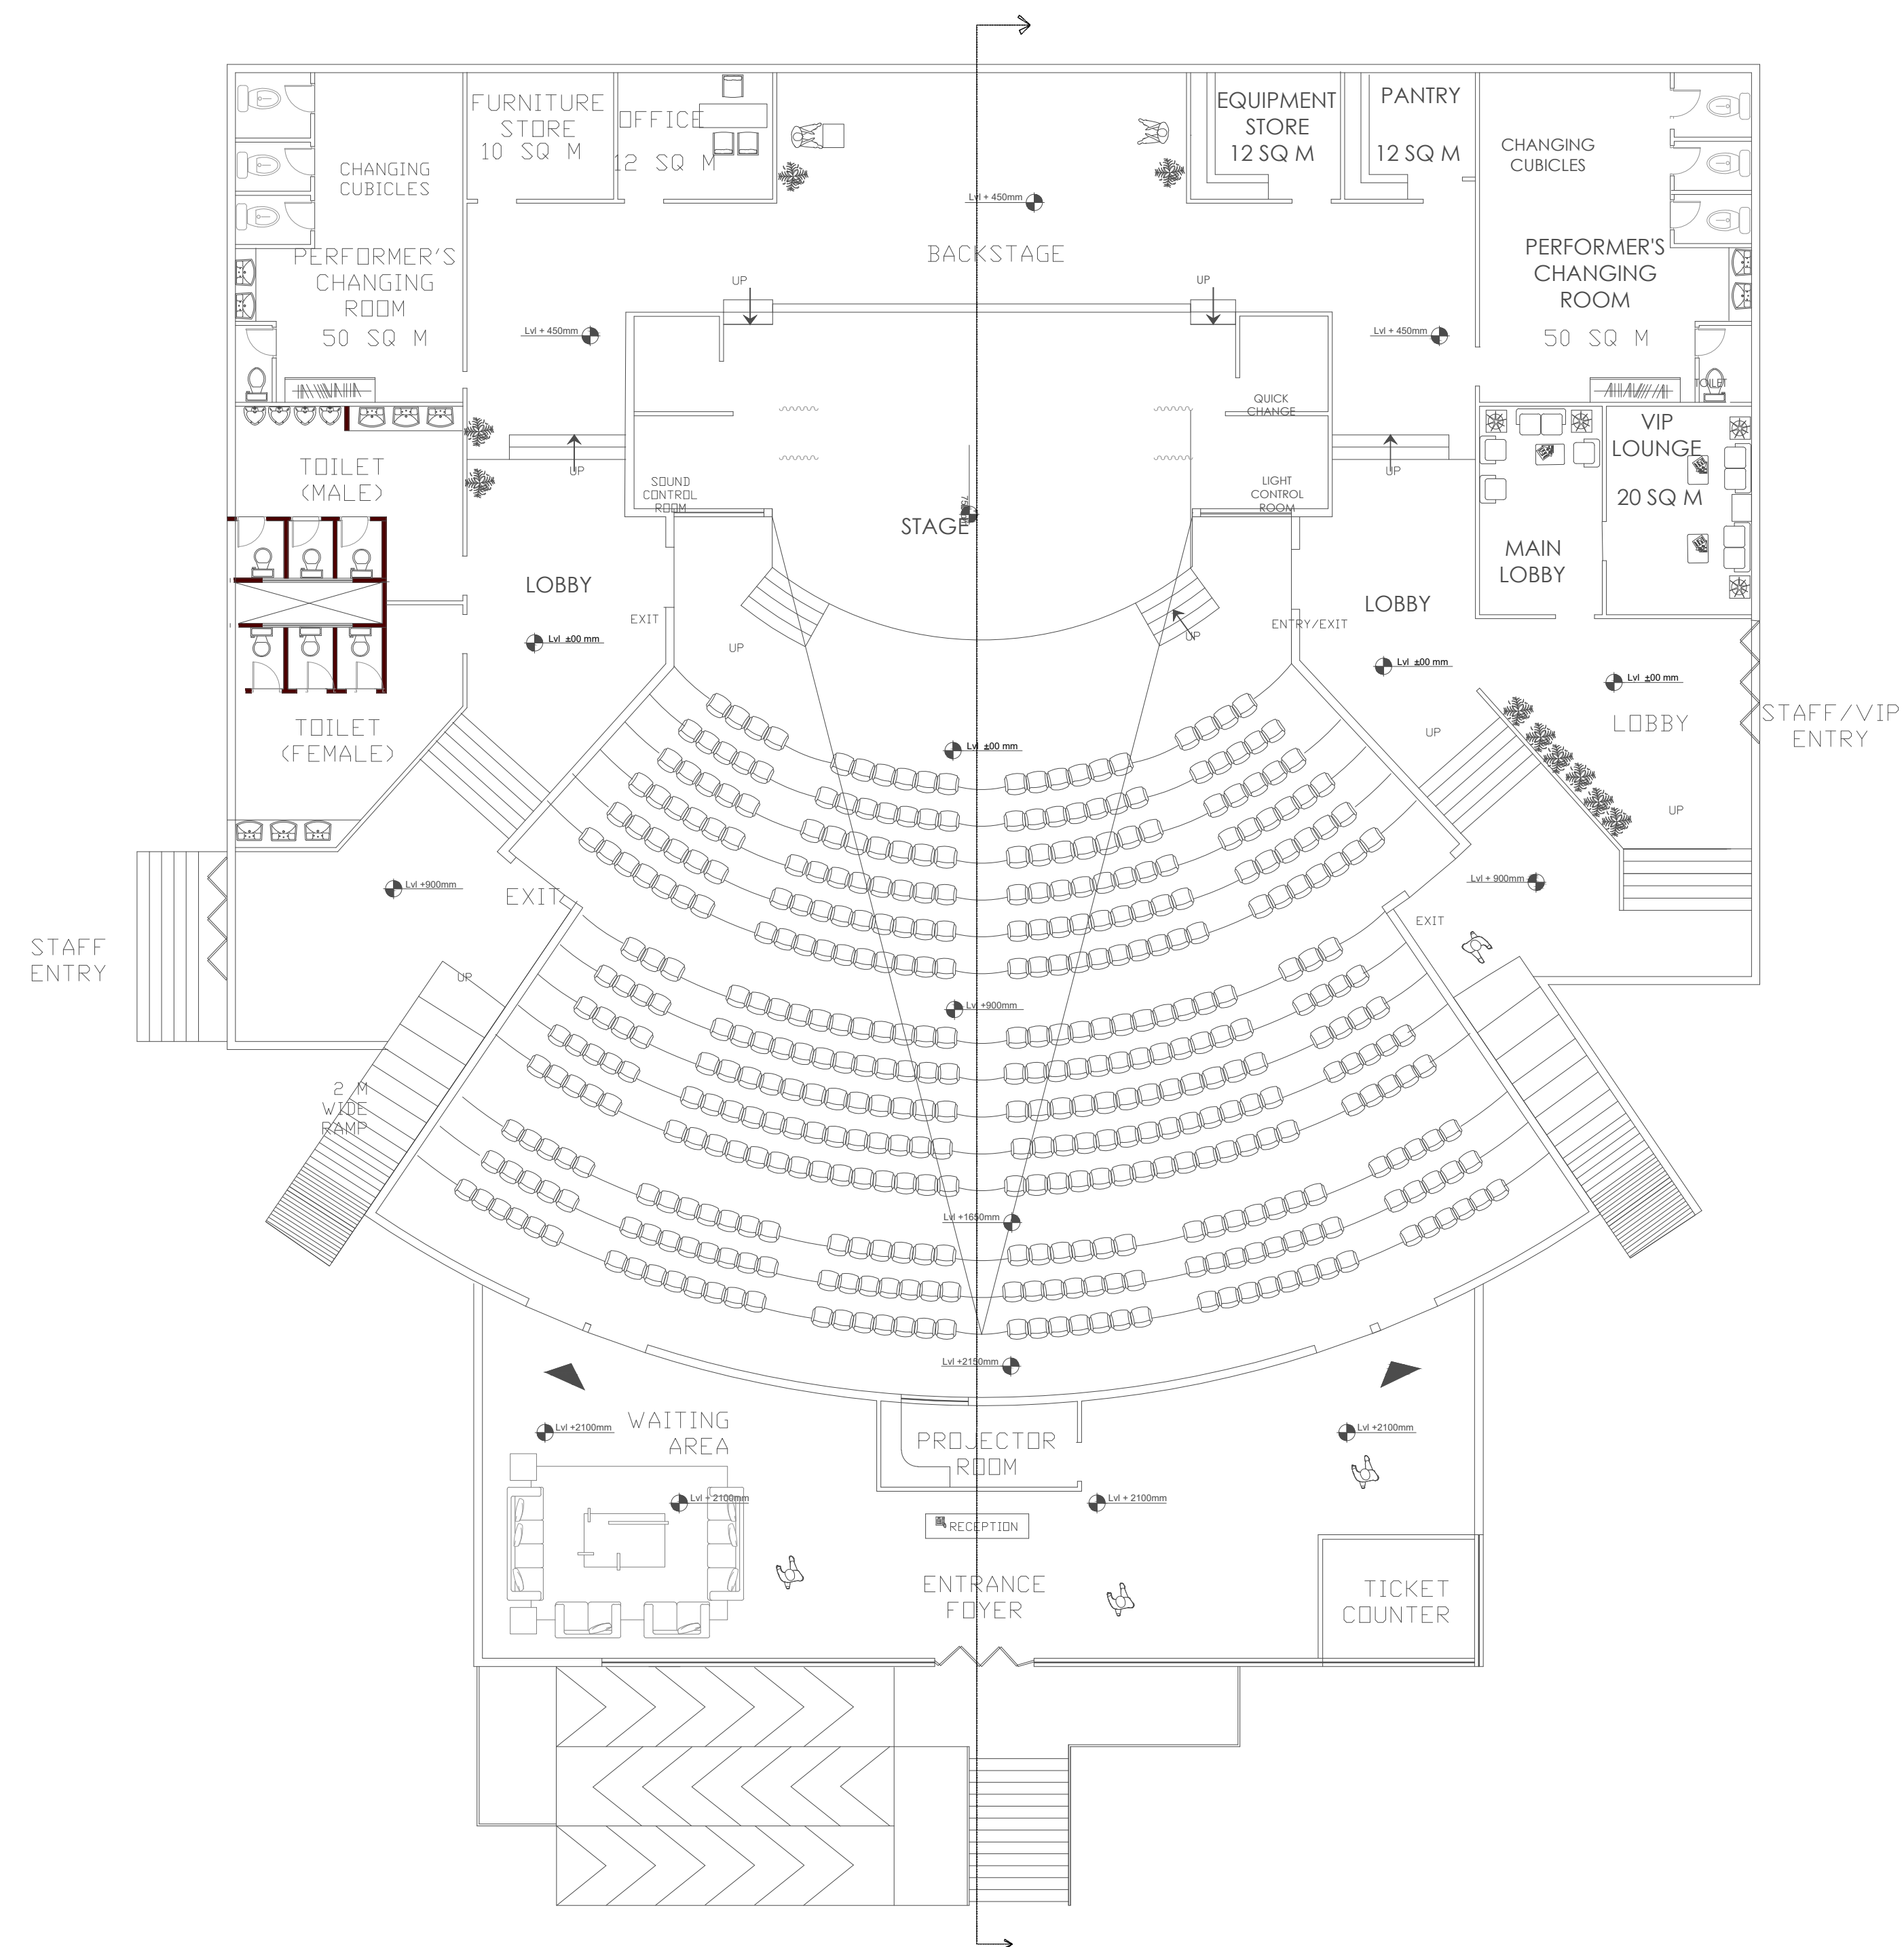 FURNITURE
STORE
10 SQ M
OFFICE
12 SQ M
EQUIPMENT
STORE
12 SQ M
PANTRY
12 SQ M
CHANGING
CUBICLES
CHANGING
CUBICLES
PERFORMER'S
CHANGING
ROOM
50 SQ M
Lvl + 450mm
BACKSTAGE
PERFORMER'S
CHANGING
ROOM
50 SQ M
UP
UP
Lvl + 450mm
Lvl + 450mm
TOILET
QUICK
CHANGE
VIP
LOUNGE
20 SQ M
TOILET
(MALE)
UP
UP
SOUND
CONTROL
ROOM
LIGHT
CONTROL
ROOM
STAGE
MAIN
LOBBY
LOBBY
LOBBY
EXIT
ENTRY/EXIT
Lvl ±00 mm
UP
UP
Lvl ±00 mm
Lvl ±00 mm
LOBBY
STAFF/VIP
ENTRY
TOILET
(FEMALE)
UP
Lvl ±00 mm
UP
Lvl +900mm
Lvl + 900mm
EXIT
EXIT
STAFF
ENTRY
UP
Lvl +900mm
2 M
WIDE
RAMP
Lvl +1650mm
Lvl +2150mm
WAITING
AREA
Lvl +2100mm
Lvl +2100mm
PROJECTOR
ROOM
Lvl + 2100mm
Lvl + 2100mm
RECEPTION
ENTRANCE
FOYER
TICKET
COUNTER